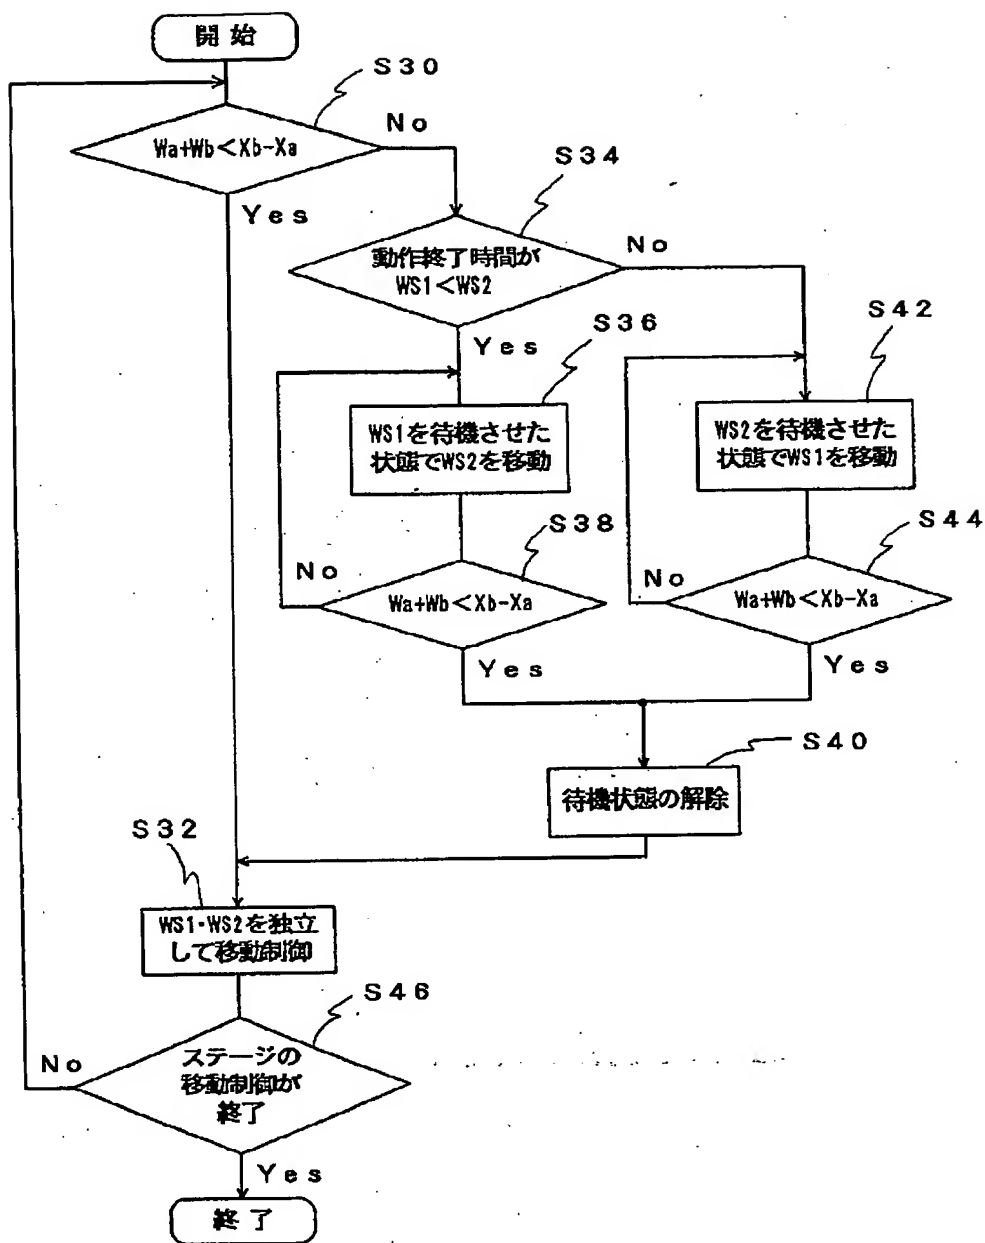 開始
S30
Wa+Wb<Xb-Xa
No
Yes
S34
動作終了時間が
WS1<WS2
No
Yes
S36
WS1を待機させた
状態でWS2を移動
S42
WS2を待機させた
状態でWS1を移動
S38
Wa+Wb<Xb-Xa
No
Yes
S44
Wa+Wb<Xb-Xa
No
Yes
S40
待機状態の解除
S32
WS1・WS2を独立
して移動制御
S46
ステージの
移動制御が
終了
No
Yes
終了